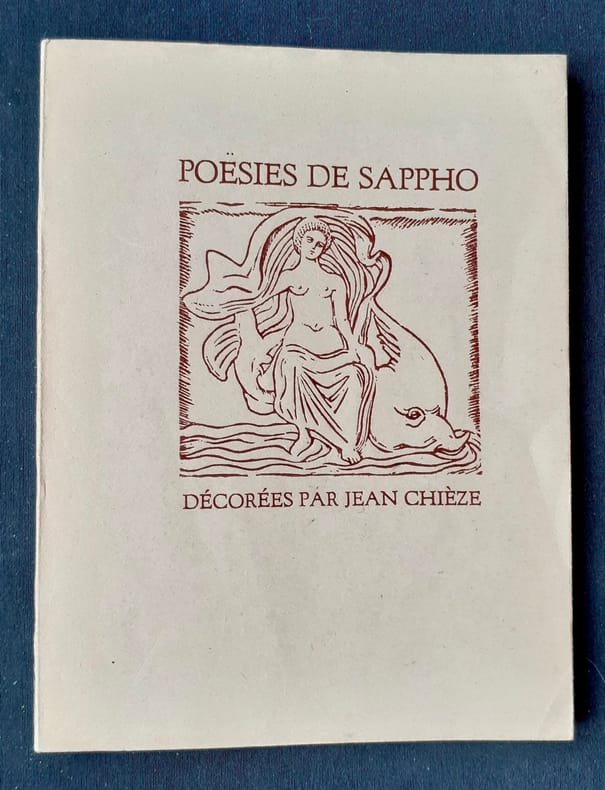 POËSIES DE SAPPHO
DÉCORÉES PAR JEAN CHIÈZE